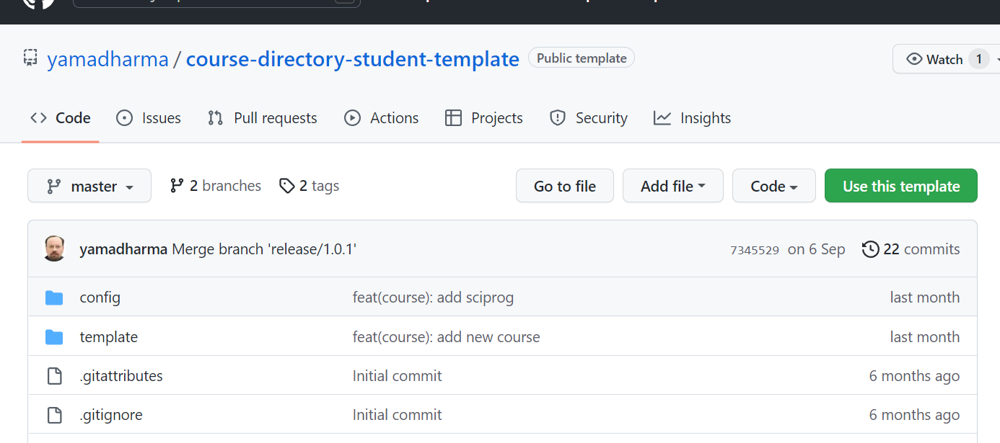 yamadharma / course-directory-student-template Public template Watch 1
Code Issues Pull requests Actions Projects Security Insights
master 2 branches 2 tags Go to file Add file Code Use this template
yamadharma Merge branch 'release/1.0.1' 7345529 on 6 Sep 22 commits
config feat(course): add sciprog last month
template feat(course): add new course last month
.gitattributes Initial commit 6 months ago
.gitignore Initial commit 6 months ago